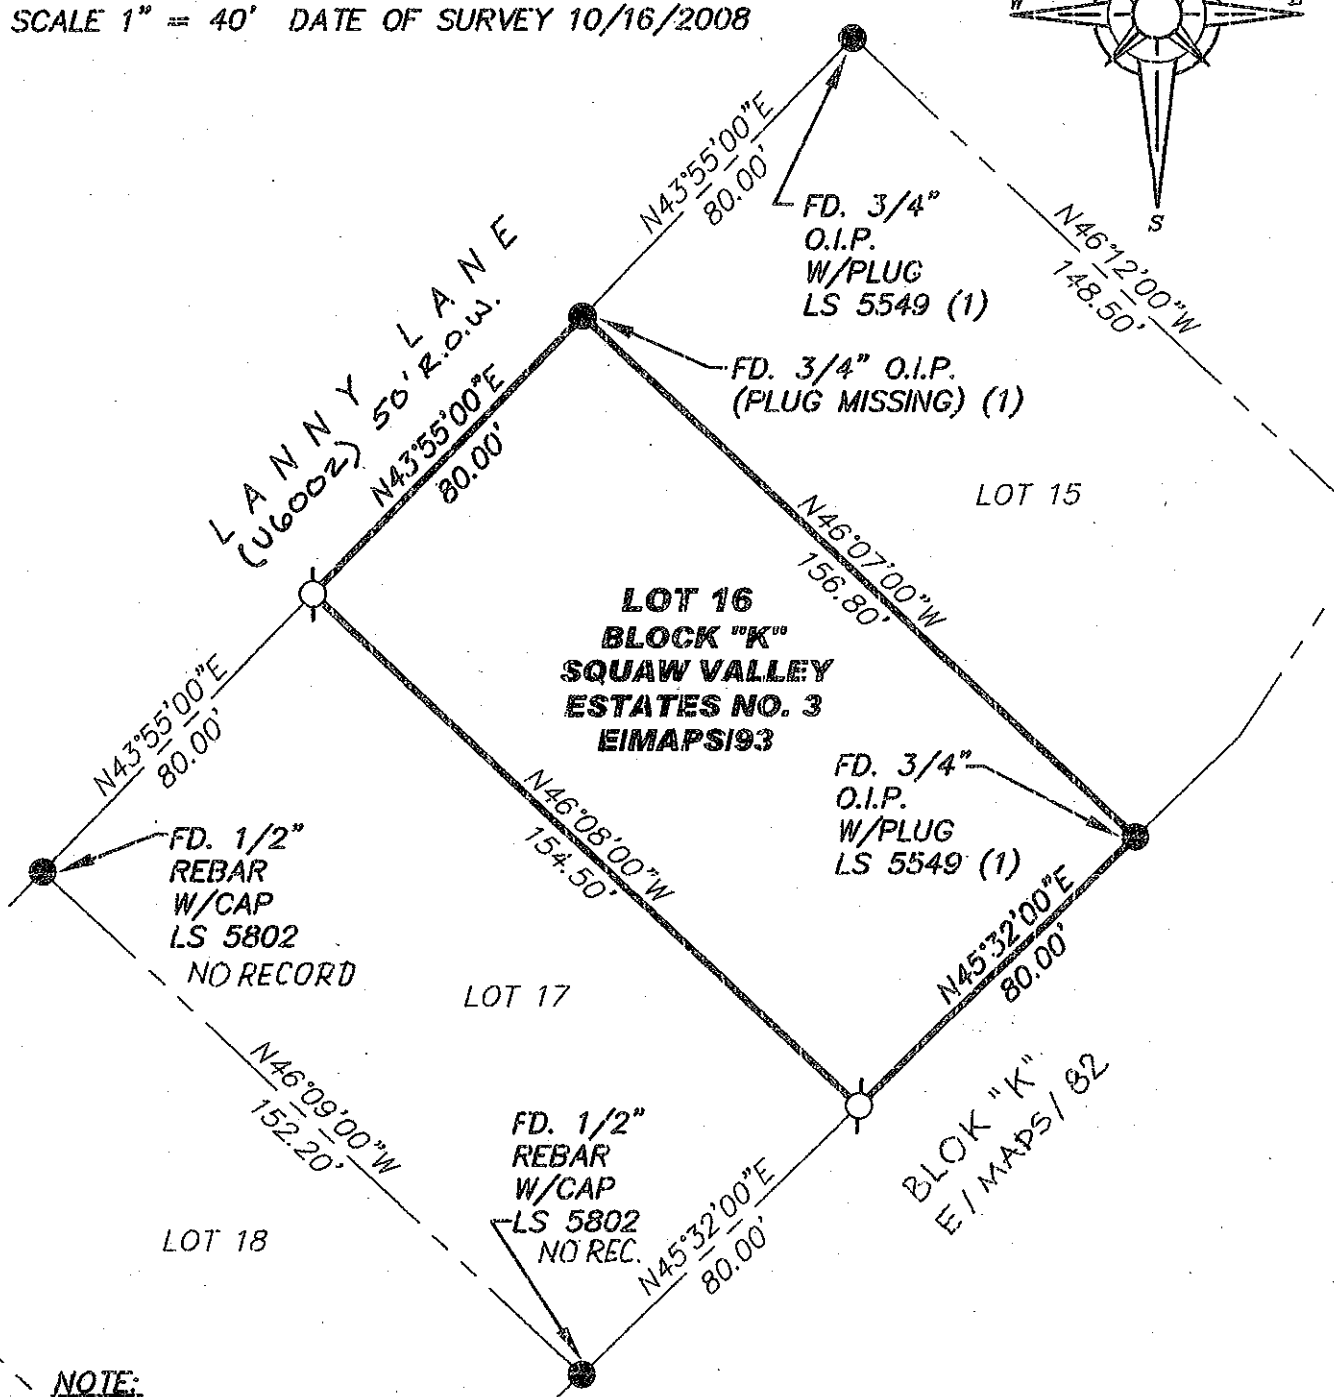 SCALE 1" = 40' DATE OF SURVEY 10/16/2008
W
E
S
N43°55'00"E
80.00'
FD. 3/4"
O.I.P.
W/PLUG
LS 5549 (1)
N46°12'00"W
148.50'
LANNY LANE
(U6002) 50' R.O.W.
FD. 3/4" O.I.P.
(PLUG MISSING) (1)
N43°55'00"E
80.00'
LOT 15
N46°07'00"W
156.80'
LOT 16
BLOCK "K"
SQUAW VALLEY
ESTATES NO. 3
E/MAPS/93
N43°55'00"E
80.00'
FD. 3/4"
O.I.P.
W/PLUG
LS 5549 (1)
N46°08'00"W
154.50'
FD. 1/2"
REBAR
W/CAP
LS 5802
NO RECORD
N45°32'00"E
80.00'
LOT 17
N46°09'00"W
152.20'
BLOK "K"
E / MAPS / 82
FD. 1/2"
REBAR
W/CAP
LS 5802
NO REC.
N45°32'00"E
80.00'
LOT 18
NOTE: